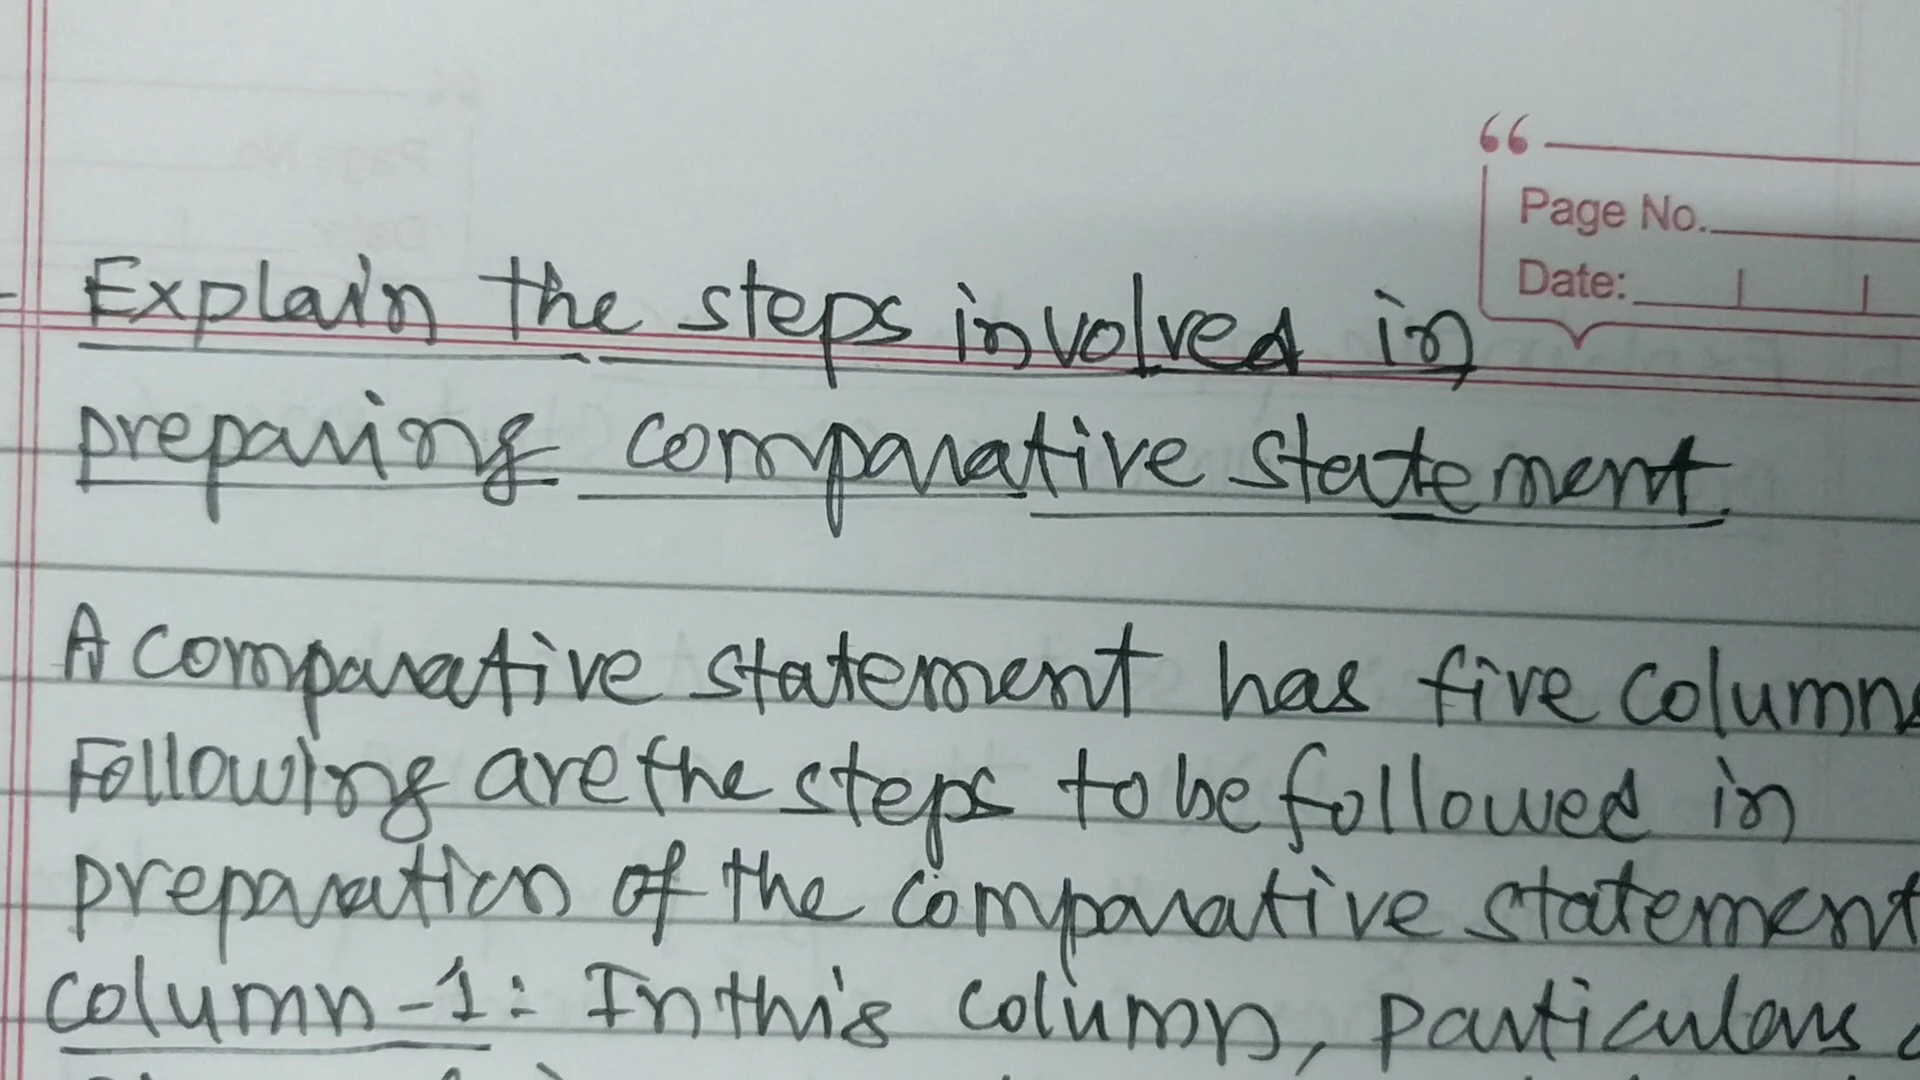 Page No.
Date:
Explain the steps involved in
preparing comparative statement.
A comparative statement has five columns
Following are the steps to be followed in
preparation of the comparative statement
column-1: In this column, particulars